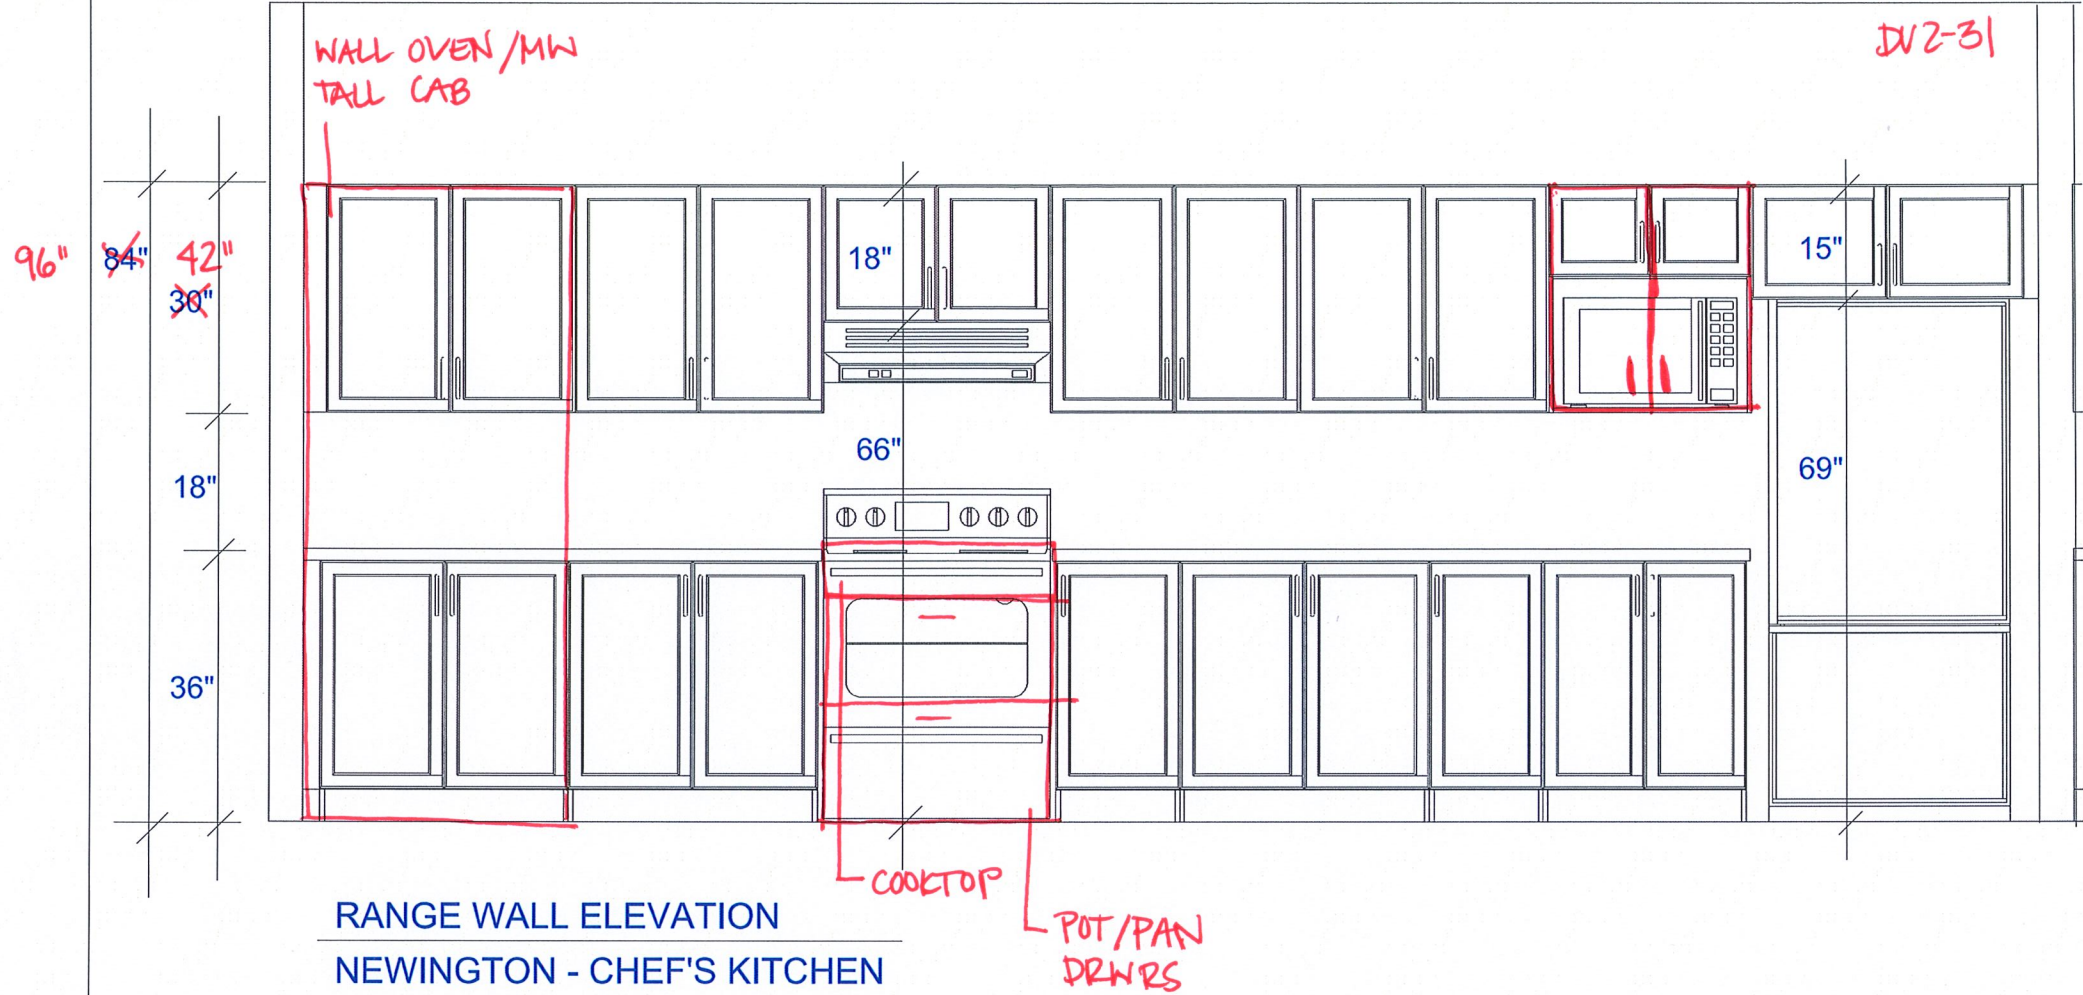 WALL OVEN/MW
TALL CAB
DV2-31
96" 84" 42"
30"
18"
15"
66"
18"
69"
36"
COOKTOP
POT/PAN
DRWRS
RANGE WALL ELEVATION
NEWINGTON - CHEF'S KITCHEN